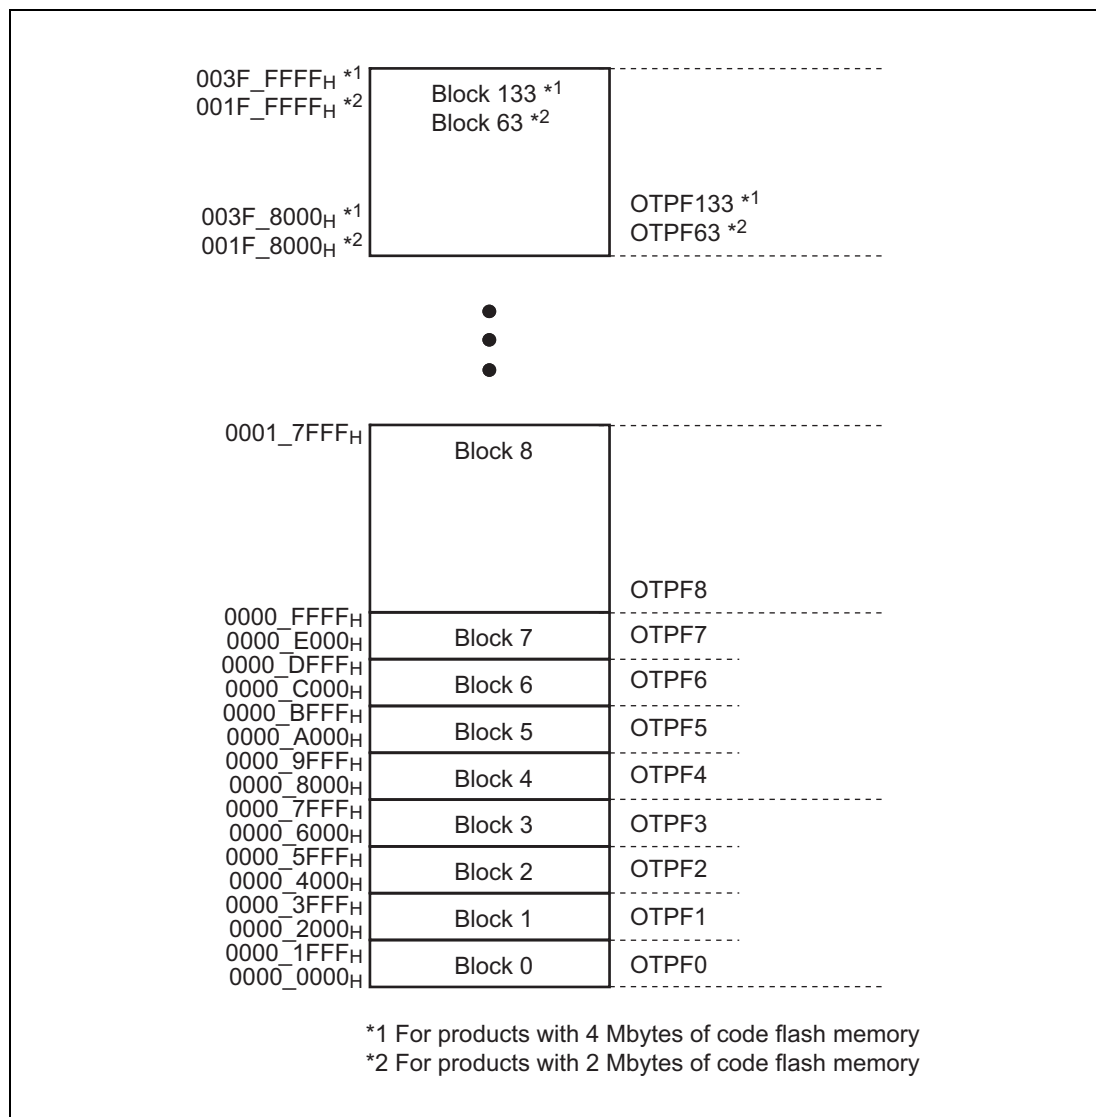 003F_FFFFH *1
001F_FFFFH *2
Block 133 *1
Block 63 *2
003F_8000H *1
001F_8000H *2
OTPF133 *1
OTPF63 *2
0001_7FFFH
Block 8
OTPF8
0000_FFFFH
0000_E000H
Block 7
OTPF7
0000_DFFFH
0000_C000H
Block 6
OTPF6
0000_BFFFH
0000_A000H
Block 5
OTPF5
0000_9FFFH
0000_8000H
Block 4
OTPF4
0000_7FFFH
0000_6000H
Block 3
OTPF3
0000_5FFFH
0000_4000H
Block 2
OTPF2
0000_3FFFH
0000_2000H
Block 1
OTPF1
0000_1FFFH
0000_0000H
Block 0
OTPF0
*1 For products with 4 Mbytes of code flash memory
*2 For products with 2 Mbytes of code flash memory